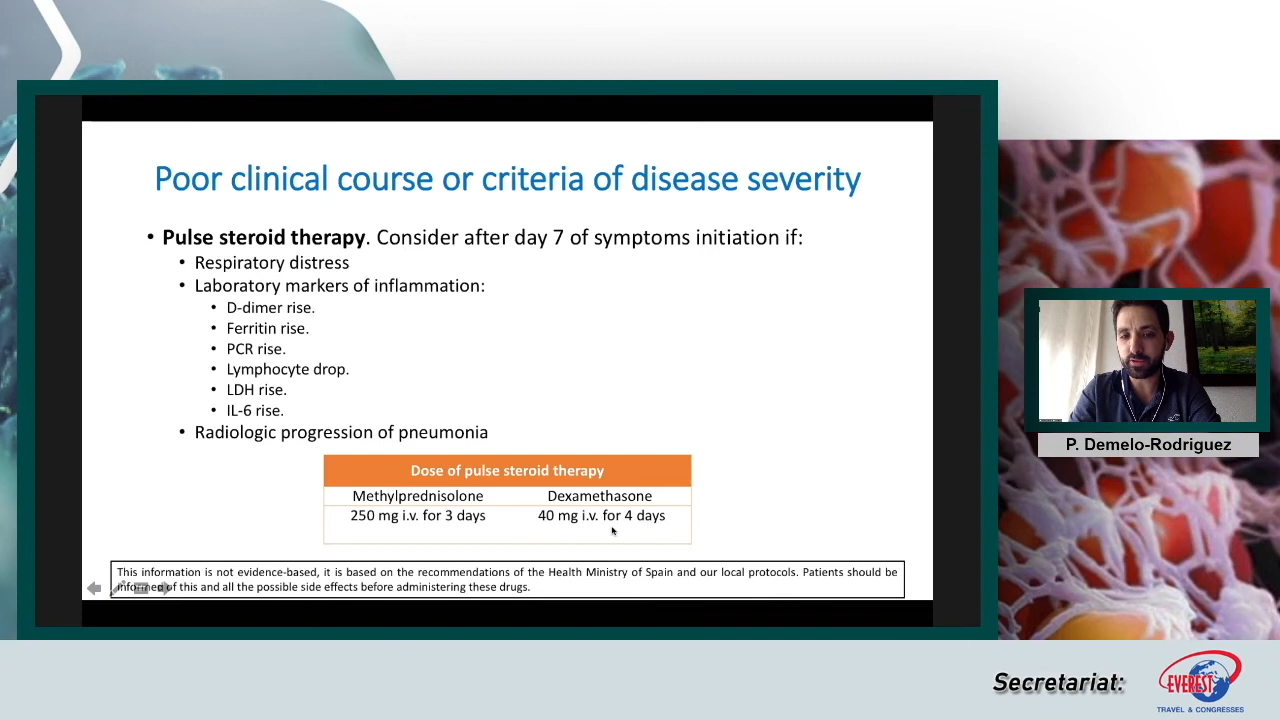 Poor clinical course or criteria of disease severity
• Pulse steroid therapy. Consider after day 7 of symptoms initiation if:
• Respiratory distress
• Laboratory markers of inflammation:
• D-dimer rise.
• Ferritin rise.
• PCR rise.
• Lymphocyte drop.
• LDH rise.
• IL-6 rise.
• Radiologic progression of pneumonia
Dose of pulse steroid therapy
Methylprednisolone Dexamethasone
250 mg i.v. for 3 days 40 mg i.v. for 4 days
This information is not evidence-based, it is based on the recommendations of the Health Ministry of Spain and our local protocols. Patients should be
informed of this and all the possible side effects before administering these drugs.
P. Demelo-Rodriguez
Secretariat:
EVEREST
TRAVEL & CONGRESSES